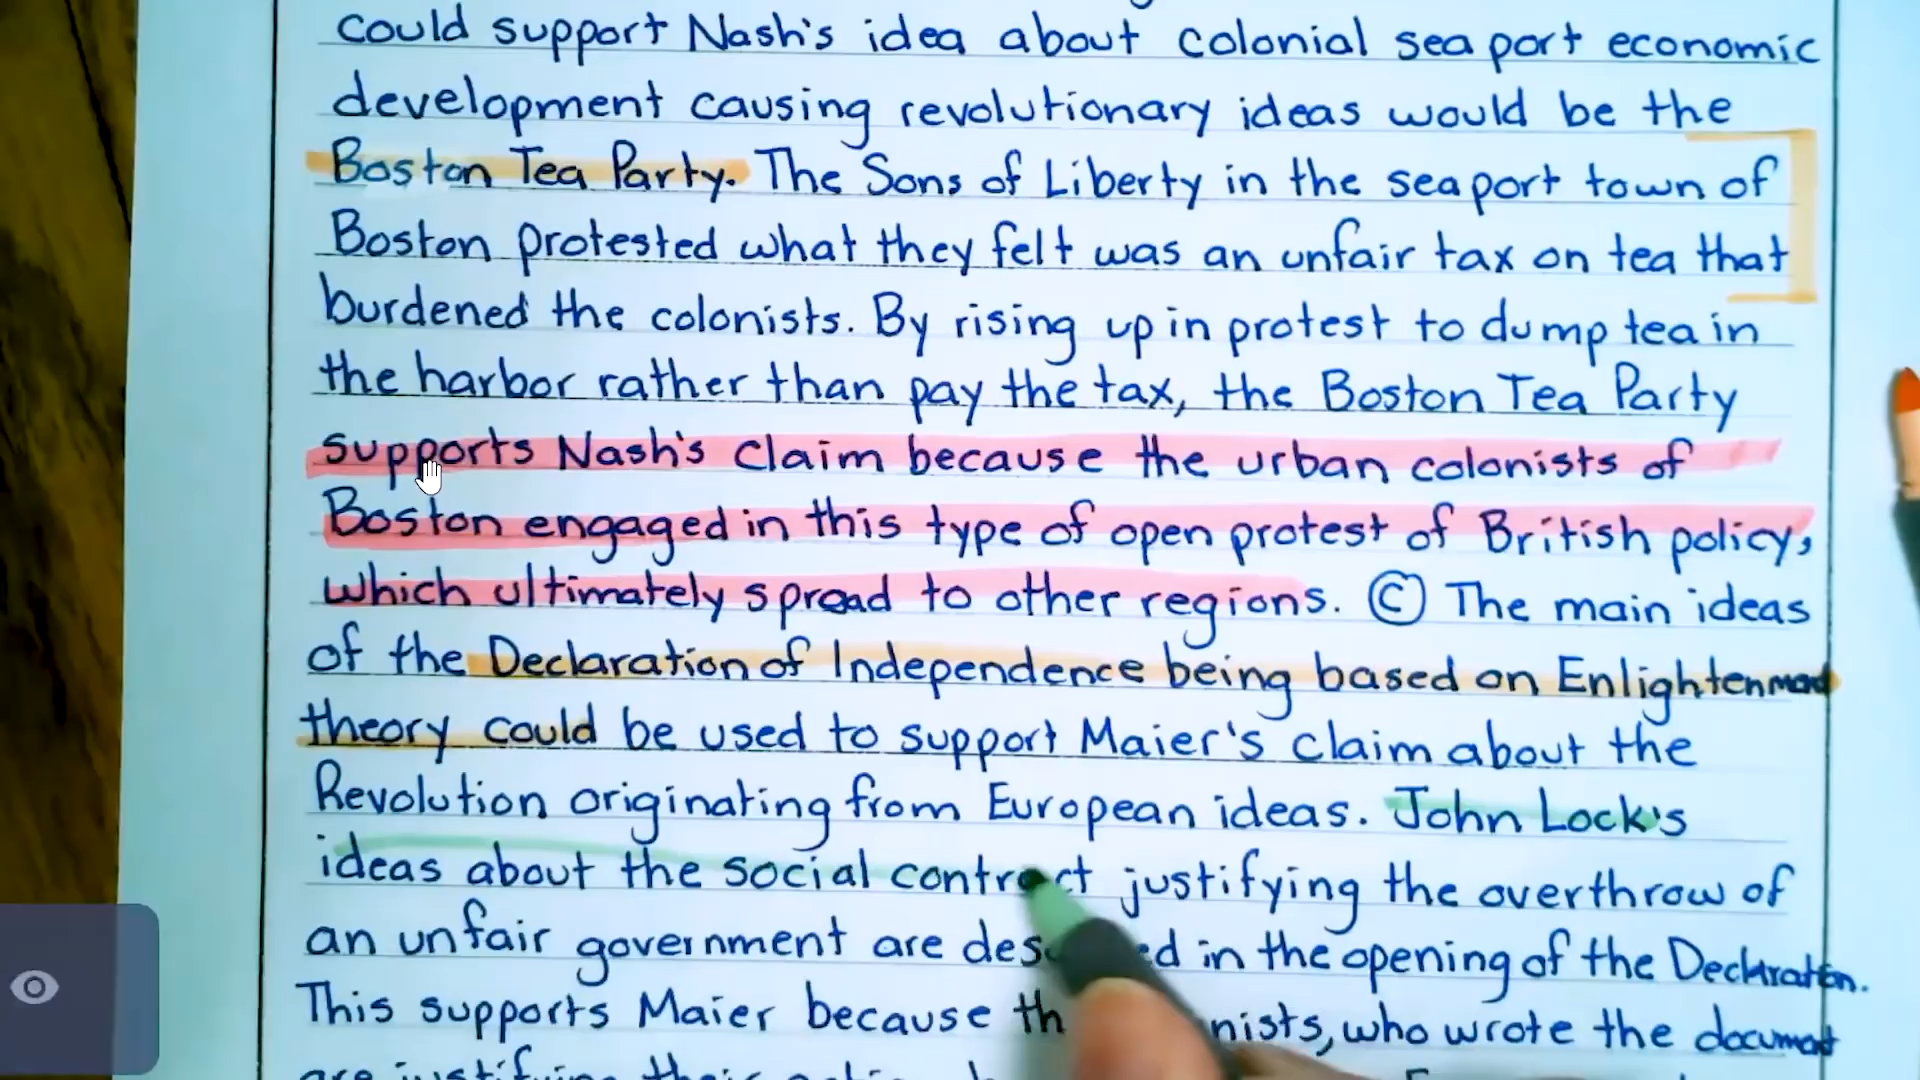 could support Nash's idea about colonial seaport economic
development causing revolutionary ideas would be the
Boston Tea Party. The Sons of Liberty in the seaport town of
Boston protested what they felt was an unfair tax on tea that
burdened the colonists. By rising up in protest to dump tea in
the harbor rather than pay the tax, the Boston Tea Party
supports Nash's claim because the urban colonists of
Boston engaged in this type of open protest of British policy,
which ultimately spread to other regions. © The main ideas
of the Declaration of Independence being based on Enlightenment
theory could be used to support Maier's claim about the
Revolution originating from European ideas. John Lock's
ideas about the social contract justifying the overthrow of
an unfair government are in the opening of the Declaration.
This supports Maier because who wrote the document